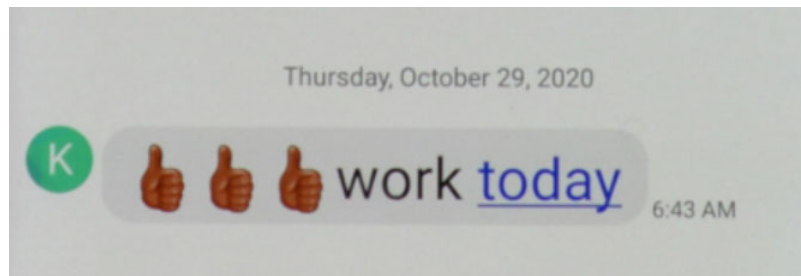 Thursday, October 29, 2020
K
👍🏾 👍🏾 👍🏾 work today
6:43 AM